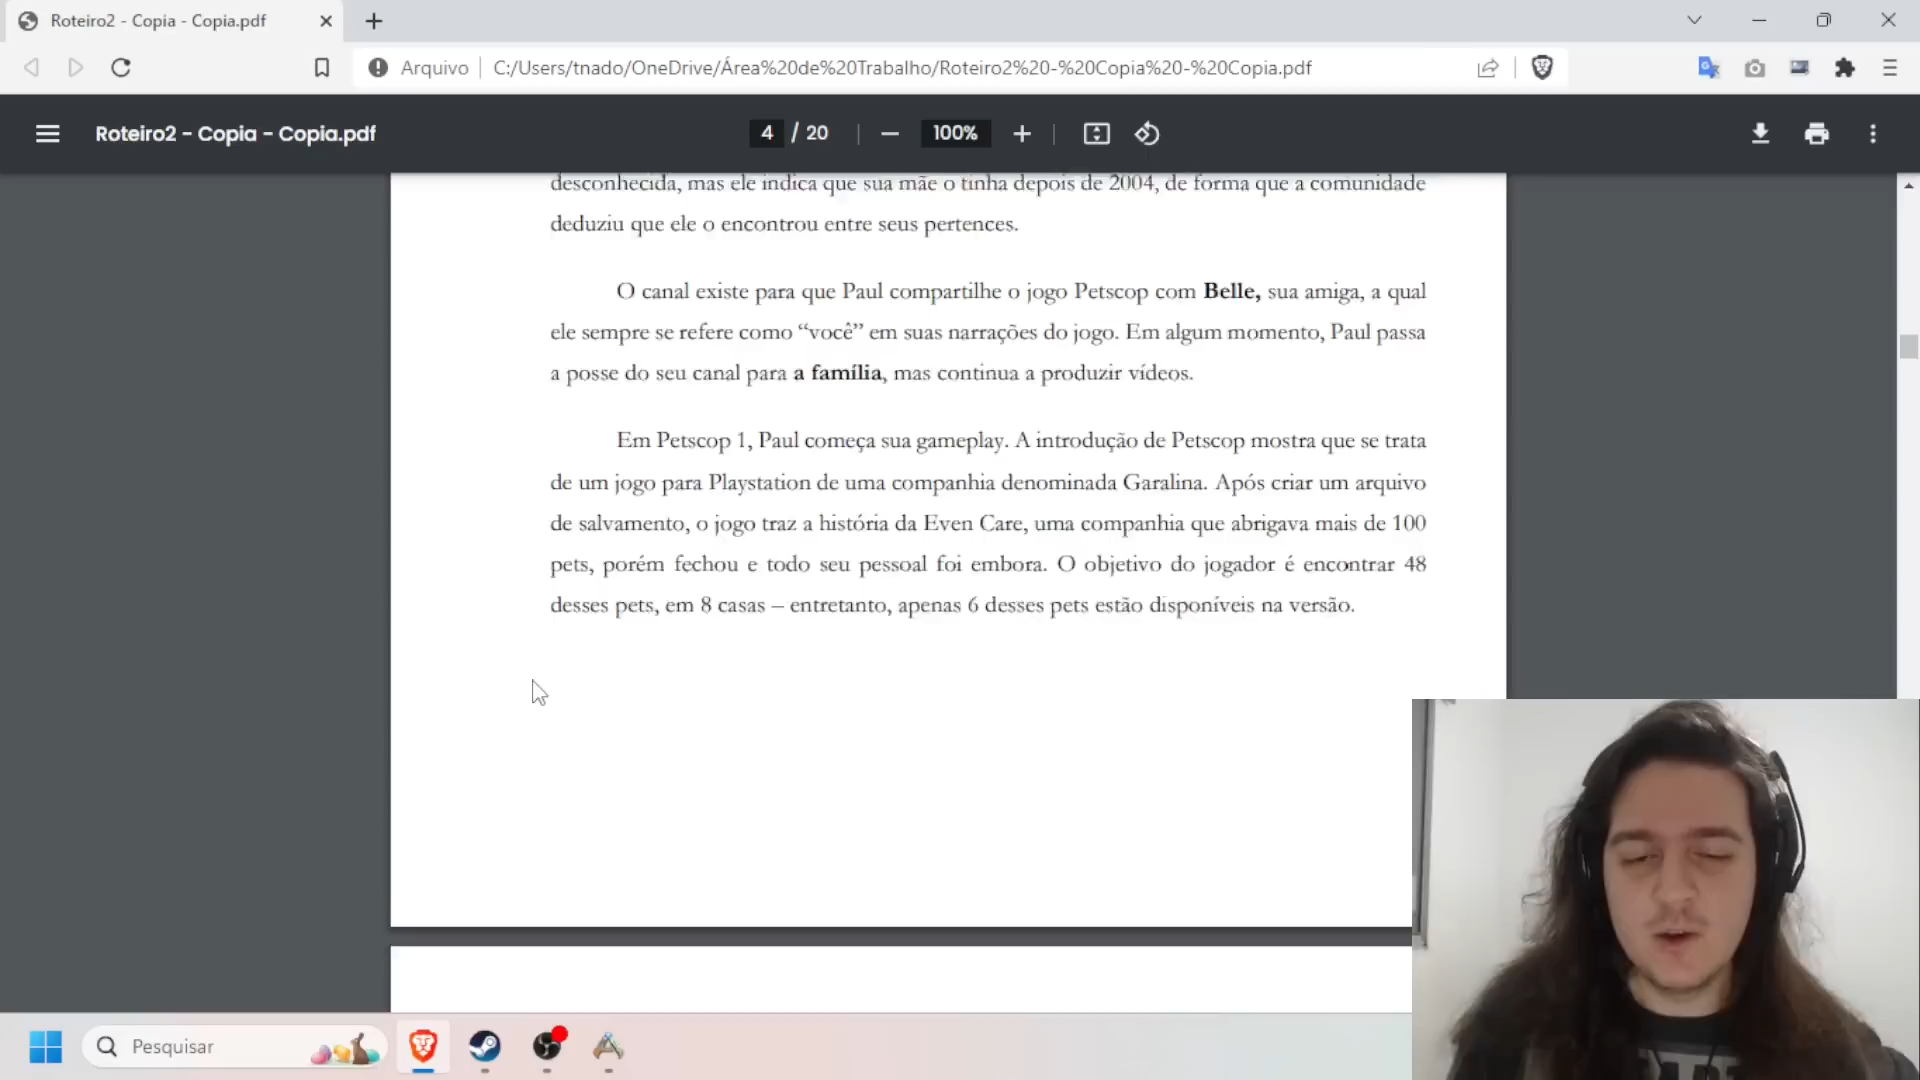 Roteiro2 - Copia - Copia.pdf
Arquivo
C:/Users/tnado/OneDrive/Área%20de%20Trabalho/Roteiro2%20-%20Copia%20-%20Copia.pdf
Roteiro2 - Copia - Copia.pdf
4 / 20
100%
desconhecida, mas ele indica que sua mãe o tinha depois de 2004, de forma que a comunidade
deduziu que ele o encontrou entre seus pertences.
O canal existe para que Paul compartilhe o jogo Petscop com Belle, sua amiga, a qual
ele sempre se refere como “você” em suas narrações do jogo. Em algum momento, Paul passa
a posse do seu canal para a família, mas continua a produzir vídeos.
Em Petscop 1, Paul começa sua gameplay. A introdução de Petscop mostra que se trata
de um jogo para Playstation de uma companhia denominada Garalina. Após criar um arquivo
de salvamento, o jogo traz a história da Even Care, uma companhia que abrigava mais de 100
pets, porém fechou e todo seu pessoal foi embora. O objetivo do jogador é encontrar 48
desses pets, em 8 casas – entretanto, apenas 6 desses pets estão disponíveis na versão.
Pesquisar